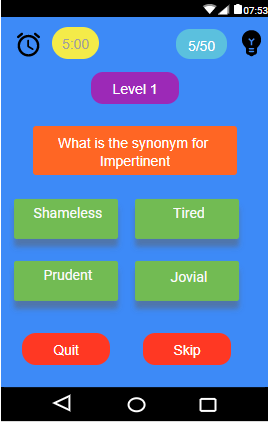 07:53
5:00
5/50
Level 1
What is the synonym for
Impertinent
Shameless
Tired
Prudent
Jovial
Quit
Skip